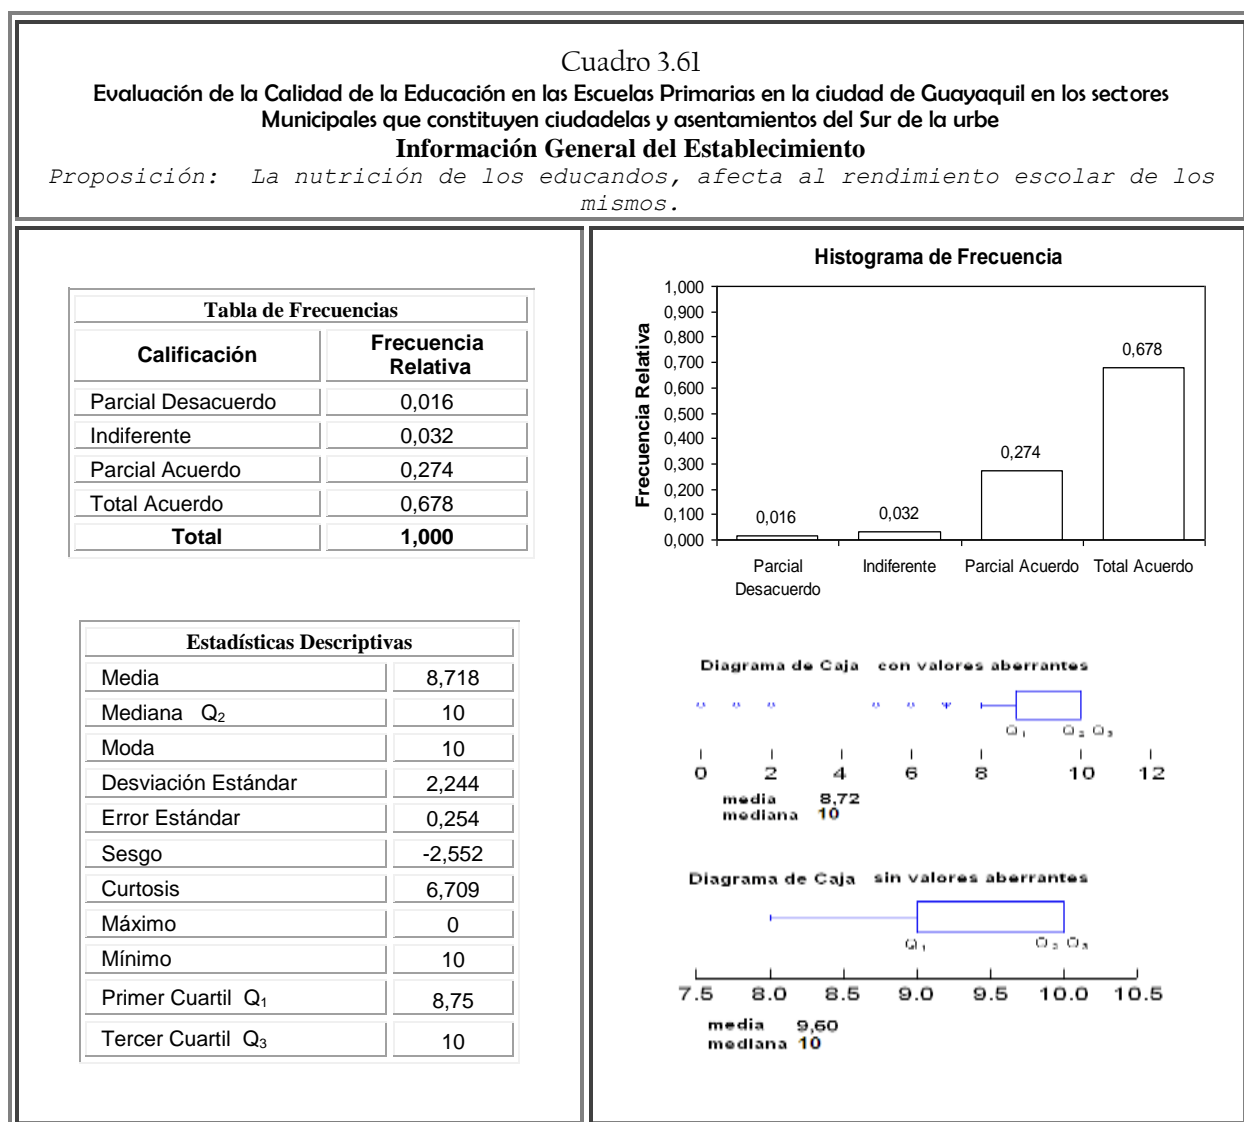 Cuadro 3.61
Evaluación de la Calidad de la Educación en las Escuelas Primarias en la ciudad de Guayaquil en los sectores
Municipales que constituyen ciudadelas y asentamientos del Sur de la urbe
Información General del Establecimiento
Proposición: La nutrición de los educandos, afecta al rendimiento escolar de los
mismos.
Tabla de Frecuencias
Calificación Frecuencia
Relativa
Parcial Desacuerdo 0,016
Indiferente 0,032
Parcial Acuerdo 0,274
Total Acuerdo 0,678
Total 1,000
Estadísticas Descriptivas
Media 8,718
Mediana Q2 10
Moda 10
Desviación Estándar 2,244
Error Estándar 0,254
Sesgo -2,552
Curtosis 6,709
Máximo 0
Mínimo 10
Primer Cuartil Q1 8,75
Tercer Cuartil Q3 10
Histograma de Frecuencia
Frecuencia Relativa
1,000
0,900
0,800
0,700
0,600
0,500
0,400
0,300
0,200
0,100
0,000
0,016
0,032
0,274
0,678
Parcial
Desacuerdo
Indiferente
Parcial Acuerdo
Total Acuerdo
Diagrama de Caja con valores aberrantes
Q1 Q2 Q3
0 2 4 6 8 10 12
media 8,72
mediana 10
Diagrama de Caja sin valores aberrantes
Q1 Q2 Q3
7.5 8.0 8.5 9.0 9.5 10.0 10.5
media 9,60
mediana 10